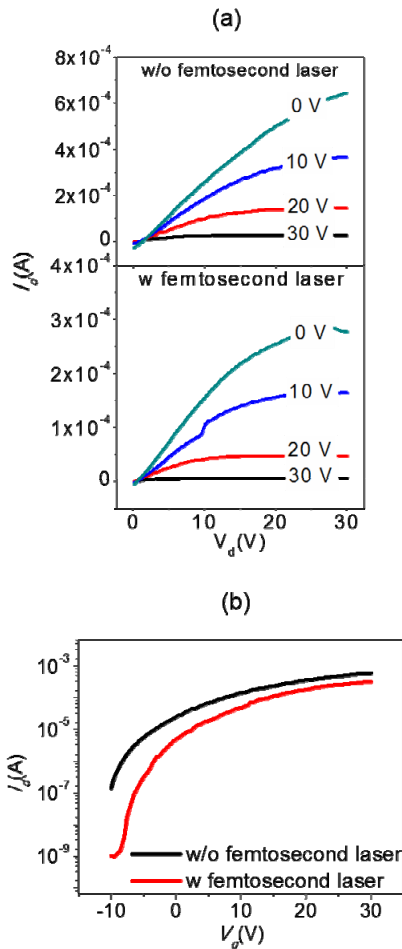 (a)
8x10⁻⁴
w/o femtosecond laser
6x10⁻⁴
0 V
4x10⁻⁴
10 V
2x10⁻⁴
20 V
0
30 V
I_d(A)
4x10⁻⁴
w femtosecond laser
3x10⁻⁴
0 V
2x10⁻⁴
10 V
1x10⁻⁴
20 V
0
30 V
0 10 20 30
V_d(V)
(b)
10⁻³
10⁻⁵
I_d(A)
10⁻⁷
w/o femtosecond laser
10⁻⁹
w femtosecond laser
-10 0 10 20 30
V_g(V)